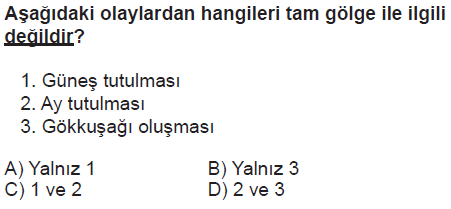 Aşağıdaki olaylardan hangileri tam gölge ile ilgili
değildir?
1. Güneş tutulması
2. Ay tutulması
3. Gökkuşağı oluşması
A) Yalnız 1 B) Yalnız 3
C) 1 ve 2 D) 2 ve 3